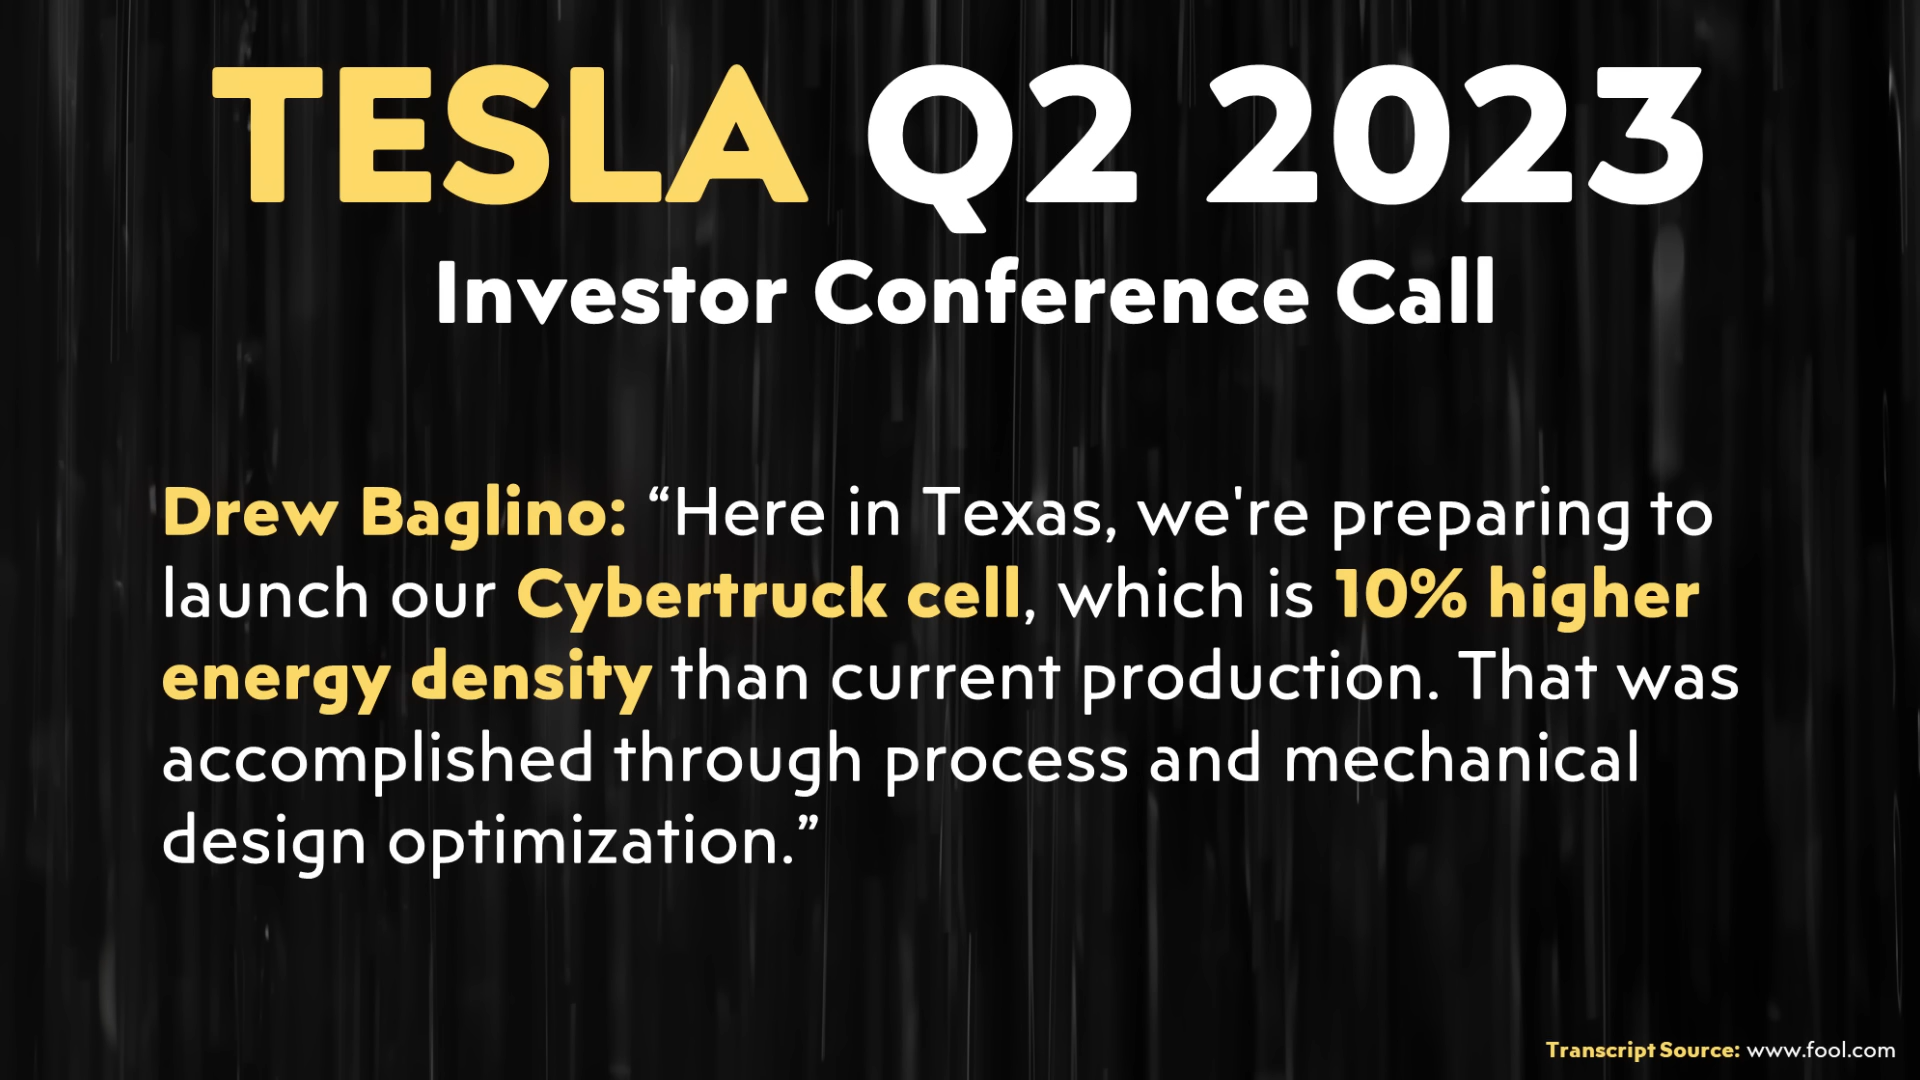 TESLA Q2 2023
Investor Conference Call
Drew Baglino: “Here in Texas, we're preparing to
launch our Cybertruck cell, which is 10% higher
energy density than current production. That was
accomplished through process and mechanical
design optimization.”
Transcript Source: www.fool.com